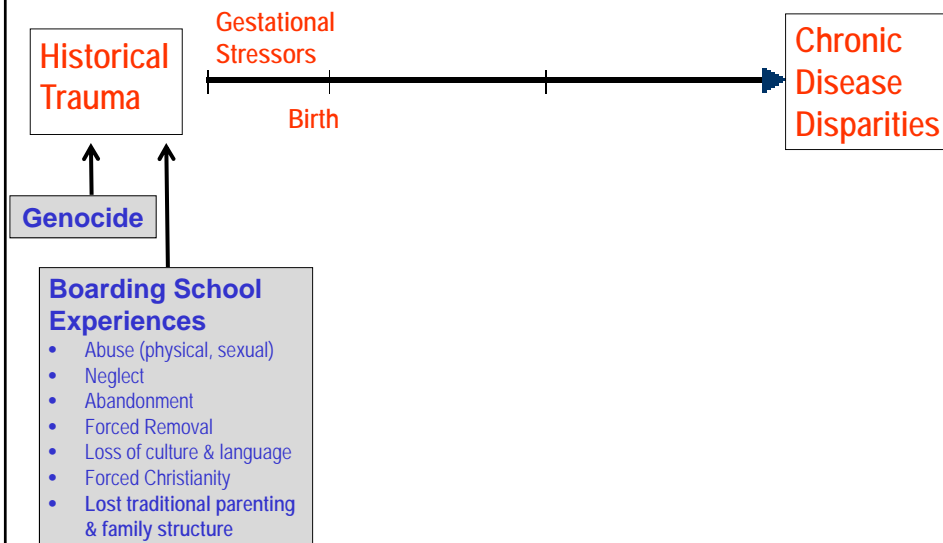 Historical
Trauma
Gestational
Stressors
Birth
Chronic
Disease
Disparities
Genocide
Boarding School
Experiences
• Abuse (physical, sexual)
• Neglect
• Abandonment
• Forced Removal
• Loss of culture & language
• Forced Christianity
• Lost traditional parenting
& family structure